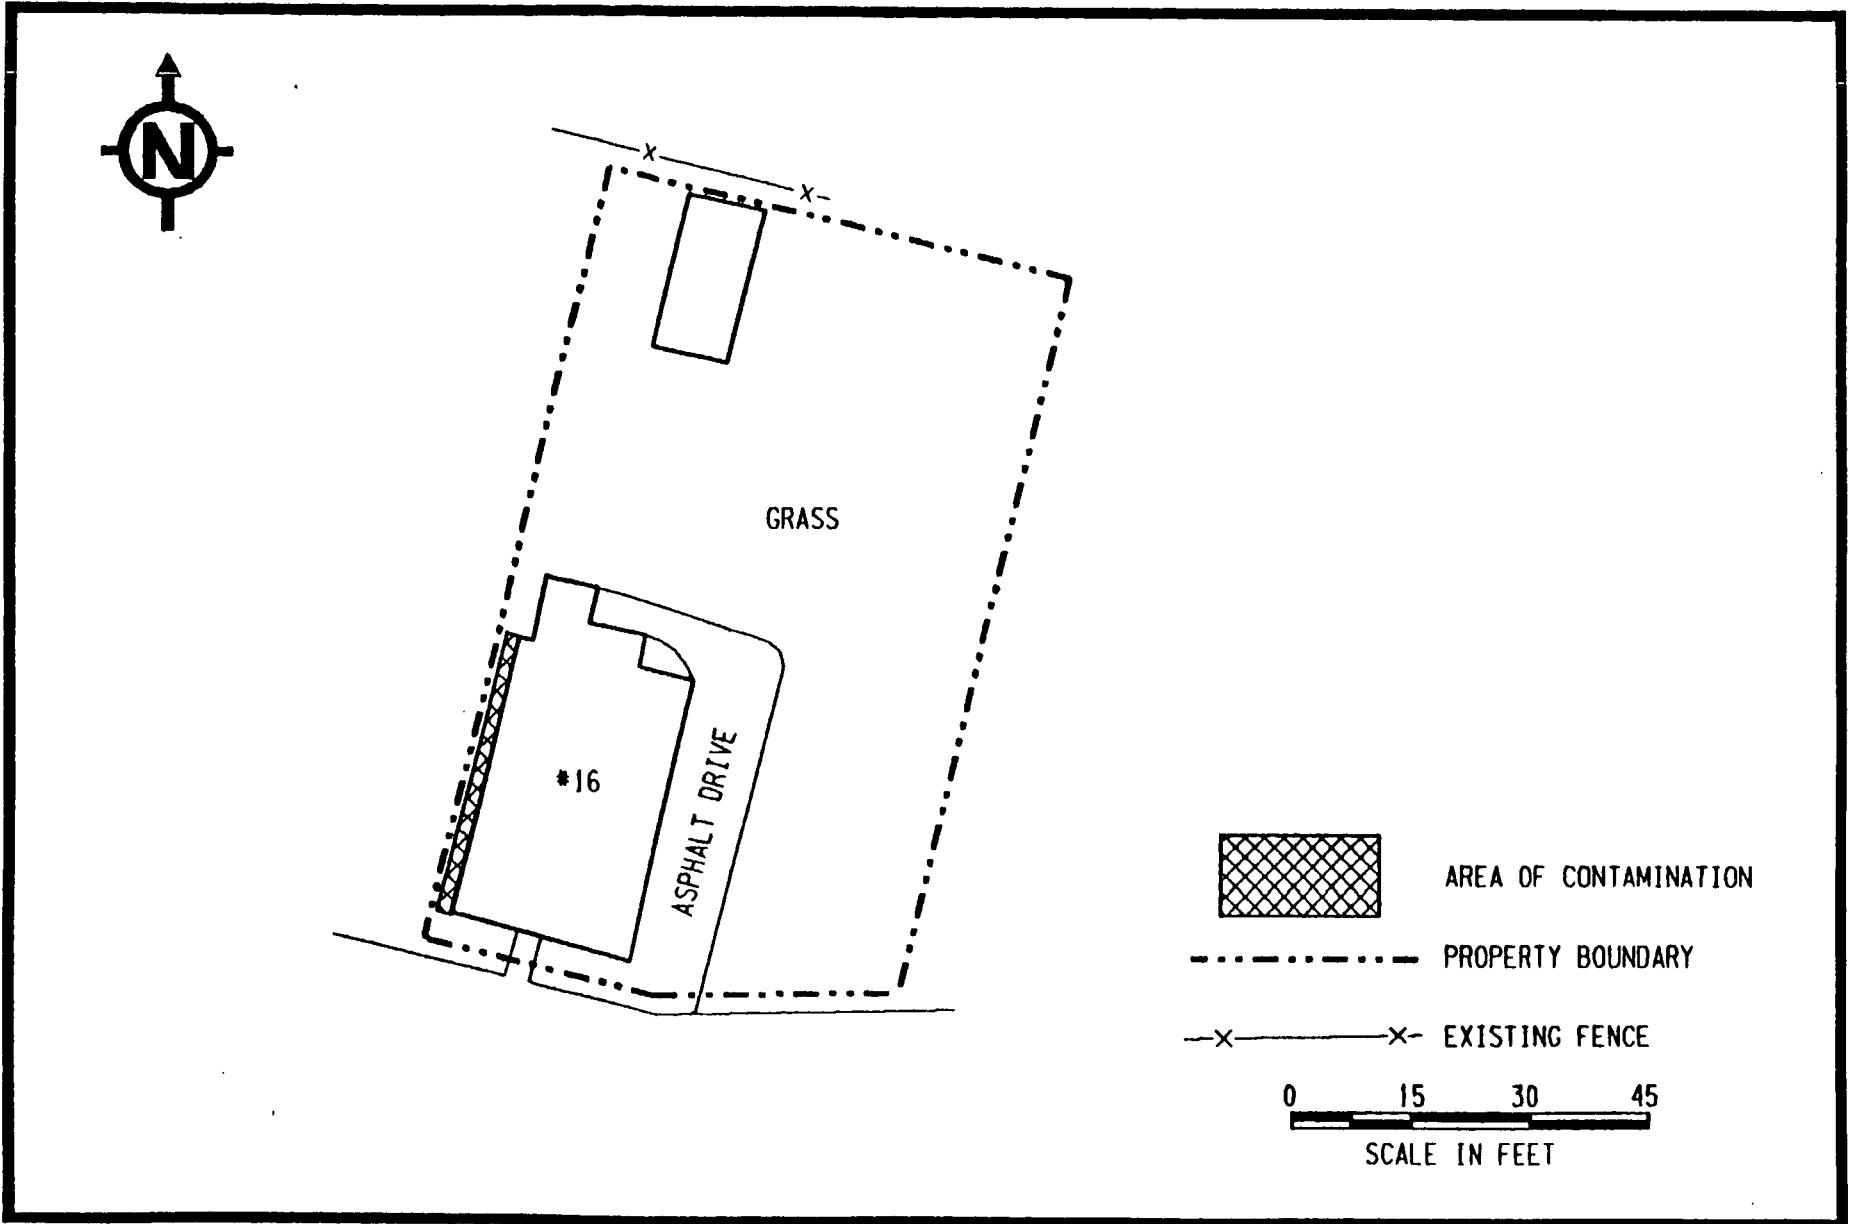 N
X
X-
GRASS
#16
ASPHALT DRIVE
AREA OF CONTAMINATION
PROPERTY BOUNDARY
-X-X- EXISTING FENCE
0 15 30 45
SCALE IN FEET